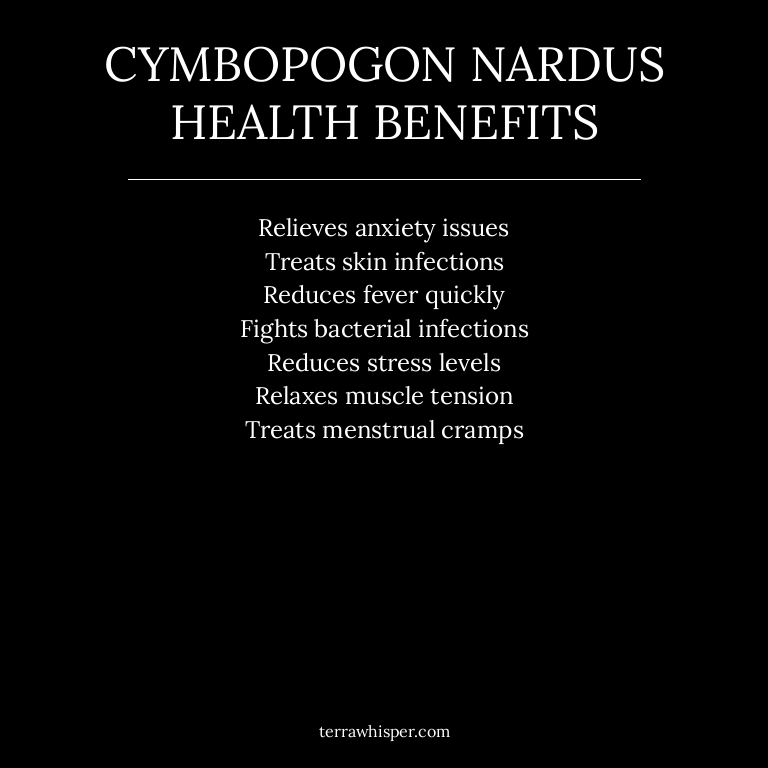 CYMBOPOGON NARDUS
HEALTH BENEFITS
Relieves anxiety issues
Treats skin infections
Reduces fever quickly
Fights bacterial infections
Reduces stress levels
Relaxes muscle tension
Treats menstrual cramps
terrawhisper.com